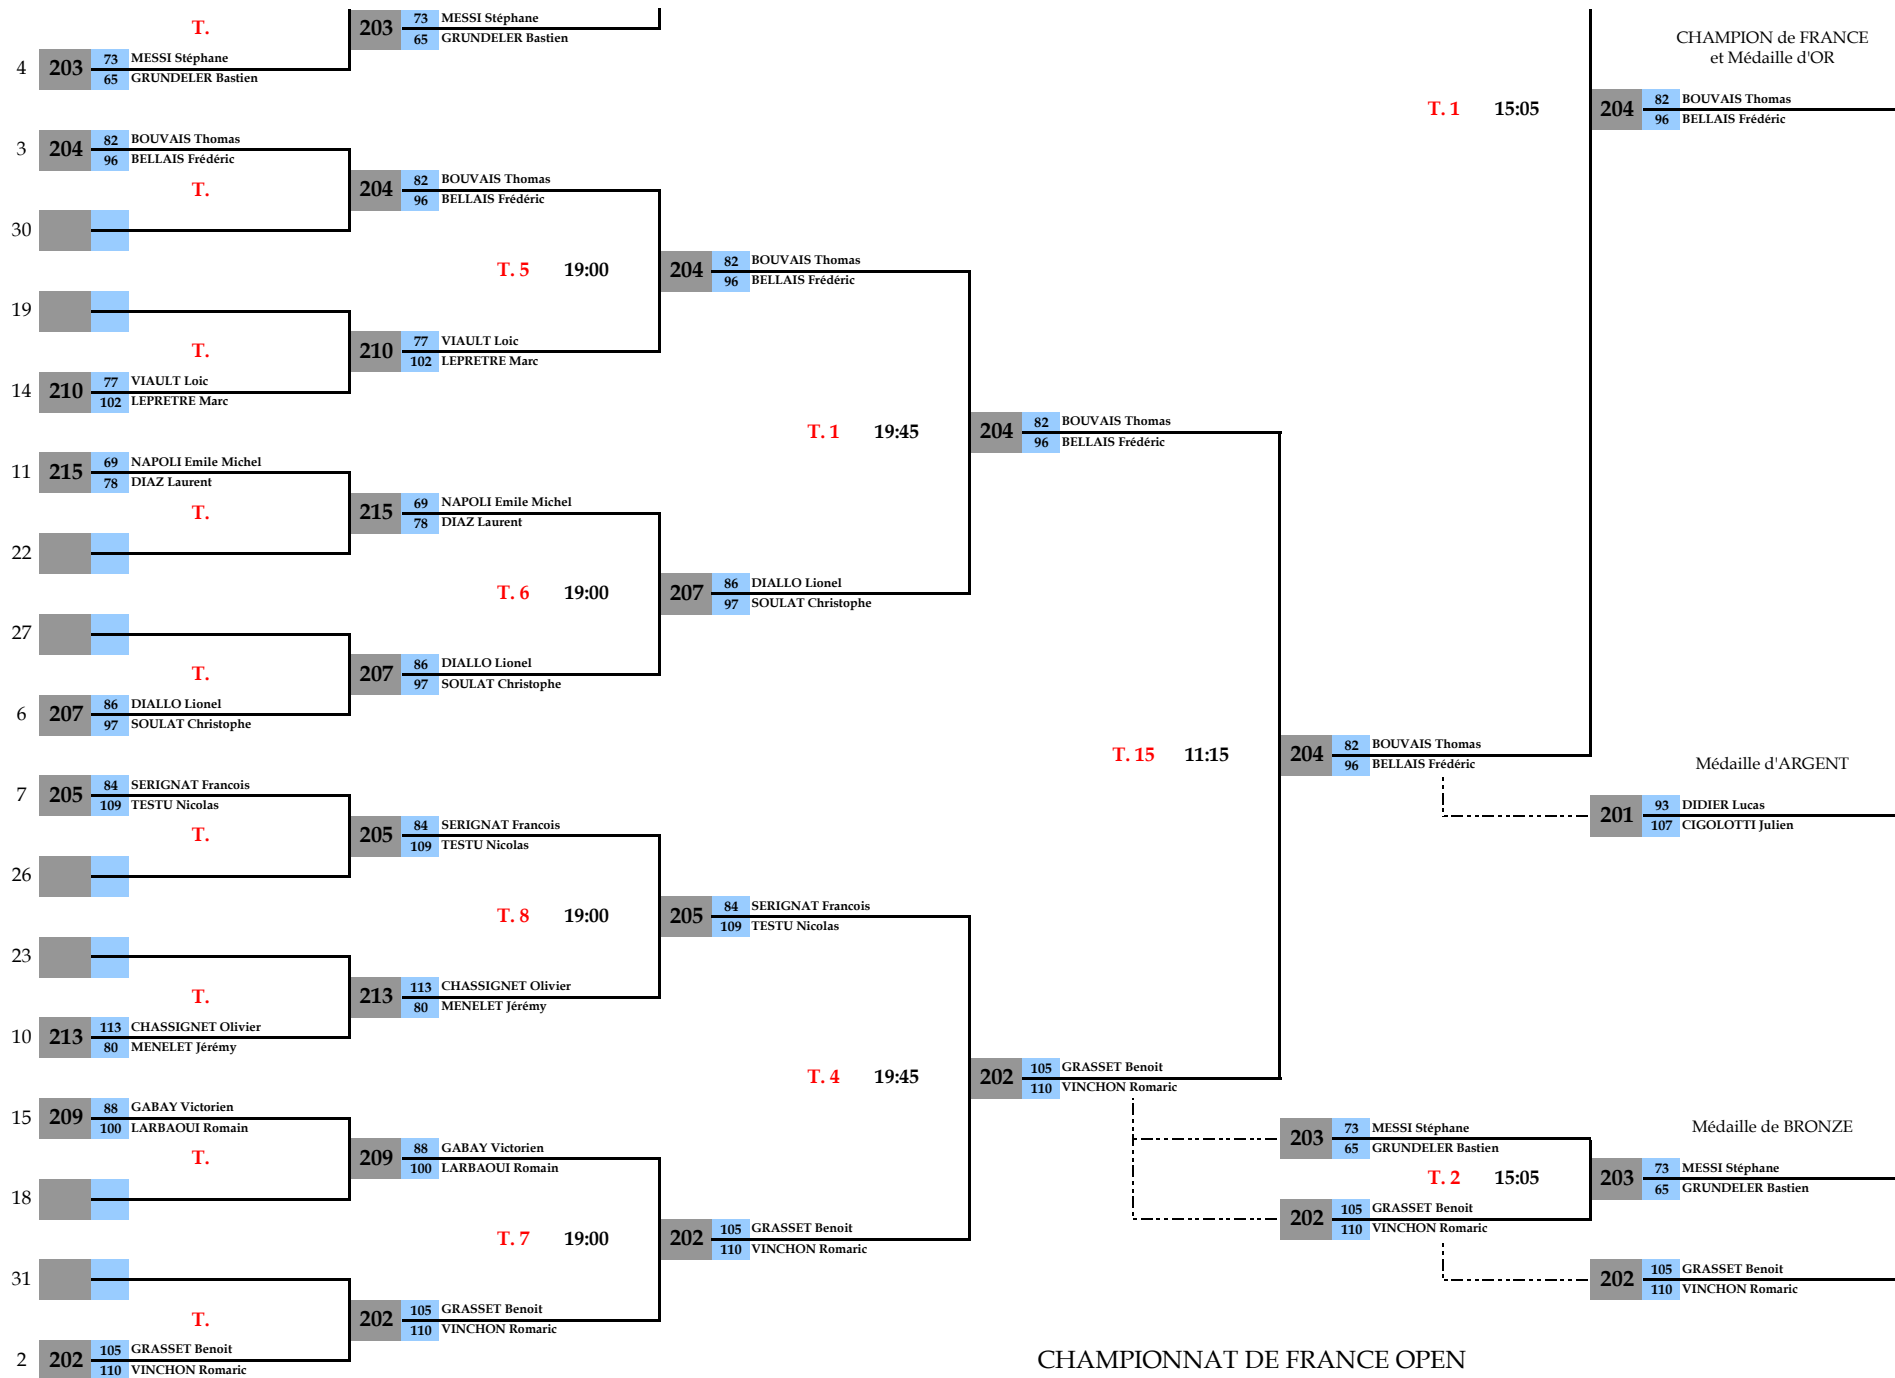 T.
4
203
73 MESSI Stéphane
65 GRUNDELER Bastien
3
204
82 BOUVAIS Thomas
96 BELLAIS Frédéric
T.
30
19
T.
14
210
77 VIAULT Loic
102 LEPRETRE Marc
11
215
69 NAPOLI Emile Michel
78 DIAZ Laurent
T.
22
27
T.
6
207
86 DIALLO Lionel
97 SOULAT Christophe
7
205
84 SERIGNAT Francois
109 TESTU Nicolas
T.
26
23
T.
10
213
113 CHASSIGNET Olivier
80 MENELET Jérémy
15
209
88 GABAY Victorien
100 LARBAOUI Romain
T.
18
31
T.
2
202
105 GRASSET Benoit
110 VINCHON Romaric
203
73 MESSI Stéphane
65 GRUNDELER Bastien
204
82 BOUVAIS Thomas
96 BELLAIS Frédéric
T. 5 19:00
210
77 VIAULT Loic
102 LEPRETRE Marc
215
69 NAPOLI Emile Michel
78 DIAZ Laurent
T. 6 19:00
207
86 DIALLO Lionel
97 SOULAT Christophe
205
84 SERIGNAT Francois
109 TESTU Nicolas
T. 8 19:00
213
113 CHASSIGNET Olivier
80 MENELET Jérémy
209
88 GABAY Victorien
100 LARBAOUI Romain
T. 7 19:00
202
105 GRASSET Benoit
110 VINCHON Romaric
204
82 BOUVAIS Thomas
96 BELLAIS Frédéric
T. 1 19:45
207
86 DIALLO Lionel
97 SOULAT Christophe
205
84 SERIGNAT Francois
109 TESTU Nicolas
T. 4 19:45
202
105 GRASSET Benoit
110 VINCHON Romaric
204
82 BOUVAIS Thomas
96 BELLAIS Frédéric
T. 15 11:15
202
105 GRASSET Benoit
110 VINCHON Romaric
T. 1 15:05
204
82 BOUVAIS Thomas
96 BELLAIS Frédéric
203
73 MESSI Stéphane
65 GRUNDELER Bastien
T. 2 15:05
202
105 GRASSET Benoit
110 VINCHON Romaric
CHAMPION de FRANCE
et Médaille d'OR
204
82 BOUVAIS Thomas
96 BELLAIS Frédéric
Médaille d'ARGENT
201
93 DIDIER Lucas
107 CIGOLOTTI Julien
Médaille de BRONZE
203
73 MESSI Stéphane
65 GRUNDELER Bastien
202
105 GRASSET Benoit
110 VINCHON Romaric
CHAMPIONNAT DE FRANCE OPEN